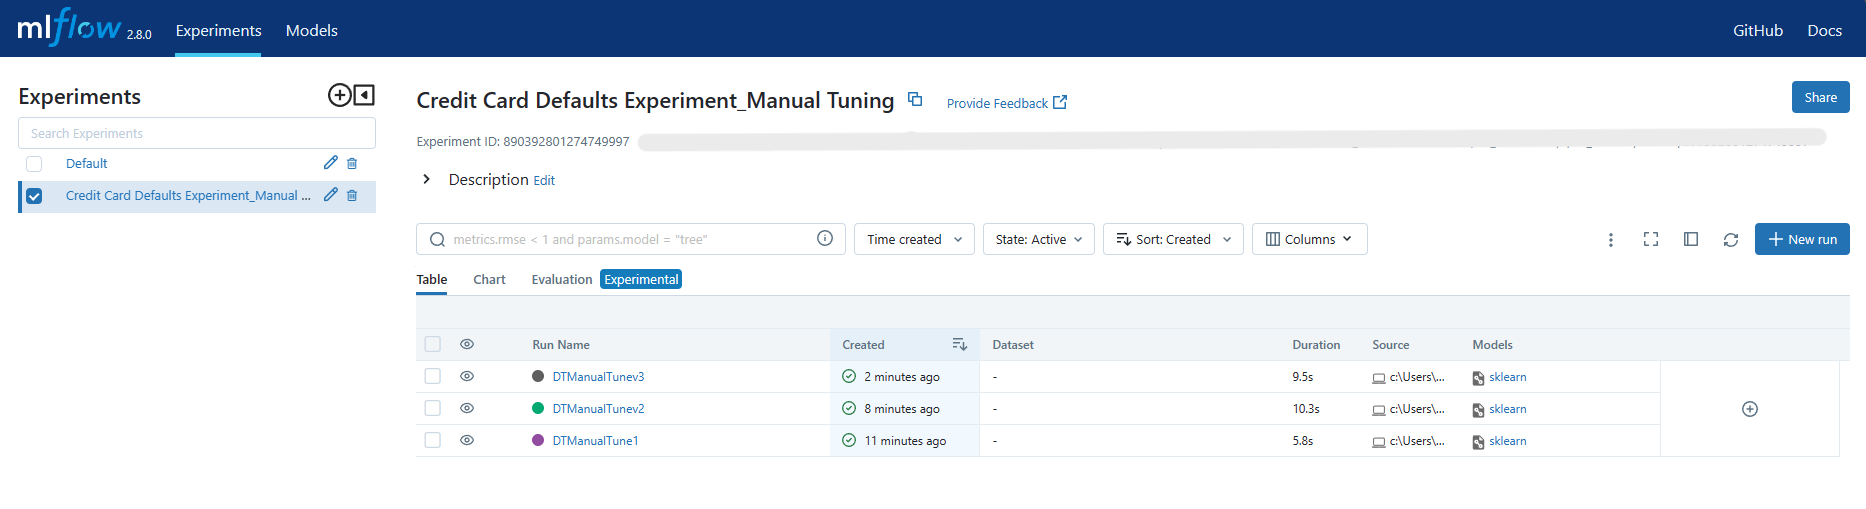 mlflow 2.8.0 Experiments Models GitHub Docs
Experiments
Search Experiments
Default
Credit Card Defaults Experiment_Manual ...
Credit Card Defaults Experiment_Manual Tuning Provide Feedback Share
Experiment ID: 890392801274749997
Description Edit
metrics.rmse < 1 and params.model = "tree" Time created State: Active Sort: Created Columns New run
Table Chart Evaluation Experimental
Run Name Created Dataset Duration Source Models
DTManualTunev3 2 minutes ago - 9.5s c:\Users\... sklearn
DTManualTunev2 8 minutes ago - 10.3s c:\Users\... sklearn
DTManualTune1 11 minutes ago - 5.8s c:\Users\... sklearn